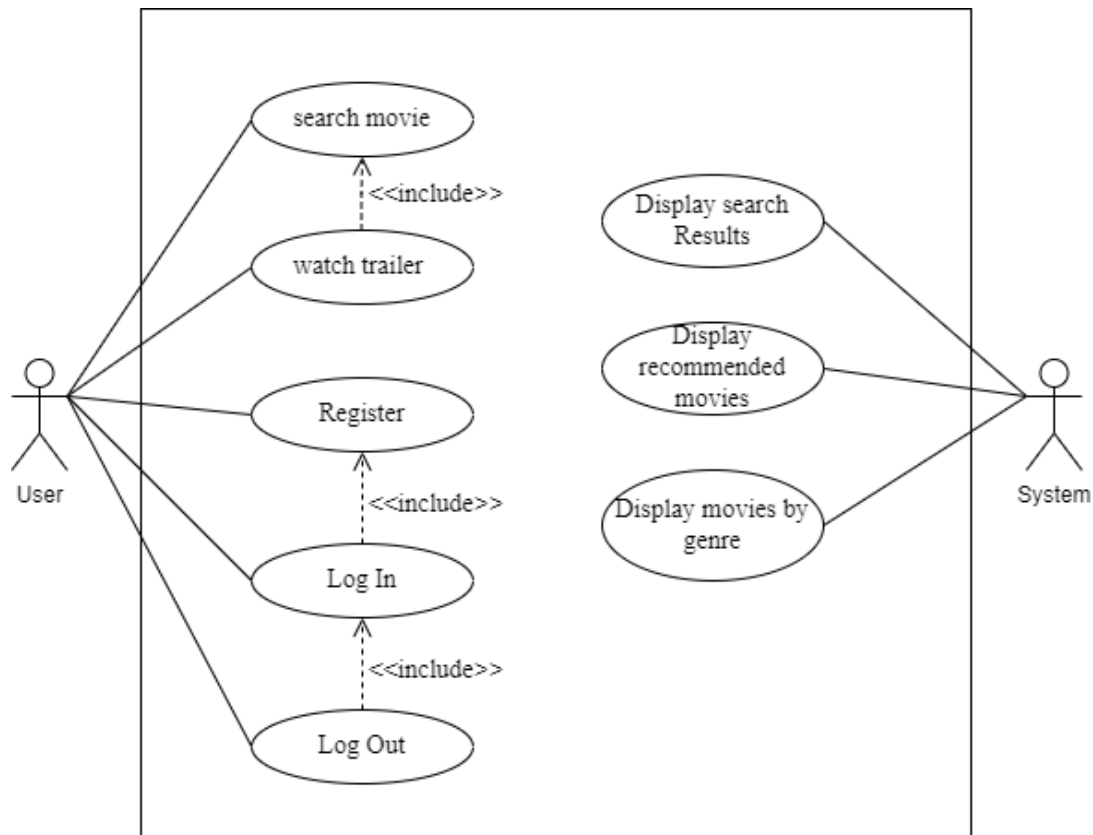 search movie
<<include>>
watch trailer
Register
<<include>>
Log In
<<include>>
Log Out
User
Display search
Results
Display
recommended
movies
Display movies by
genre
System